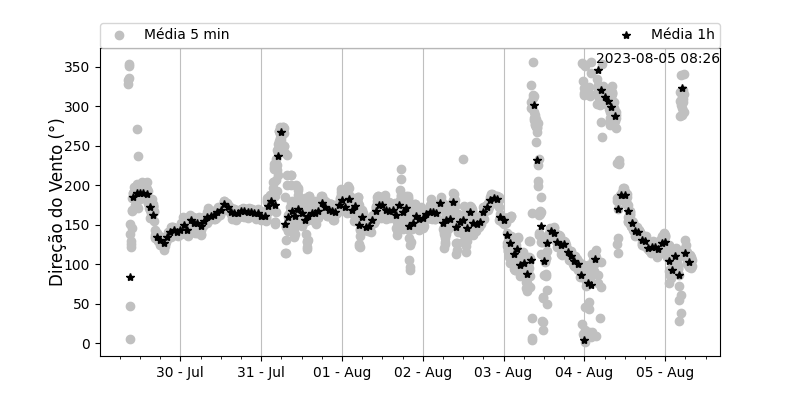 Média 5 min
Média 1h
2023-08-05 08:26
Direção do Vento (°)
350
300
250
200
150
100
50
0
30 - Jul
31 - Jul
01 - Aug
02 - Aug
03 - Aug
04 - Aug
05 - Aug